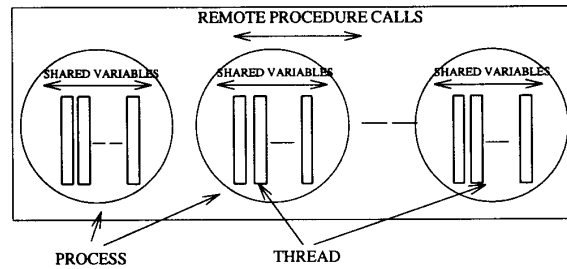 REMOTE PROCEDURE CALLS
SHARED VARIABLES
SHARED VARIABLES
SHARED VARIABLES
PROCESS
THREAD